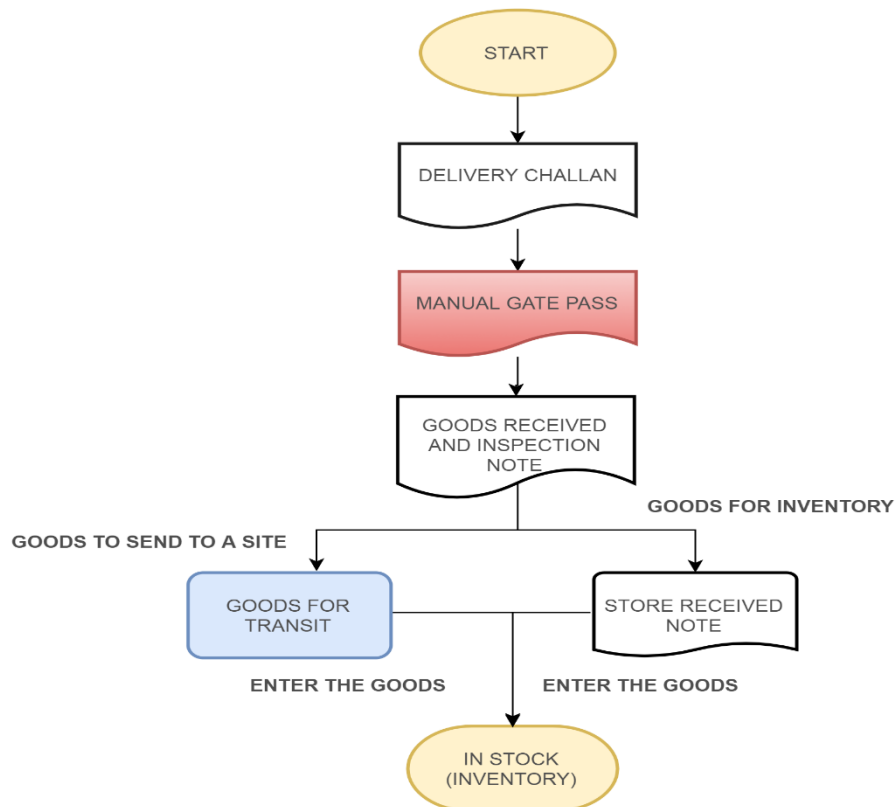 START
DELIVERY CHALLAN
MANUAL GATE PASS
GOODS RECEIVED
AND INSPECTION
NOTE
GOODS FOR INVENTORY
GOODS TO SEND TO A SITE
GOODS FOR
TRANSIT
STORE RECEIVED
NOTE
ENTER THE GOODS
ENTER THE GOODS
IN STOCK
(INVENTORY)